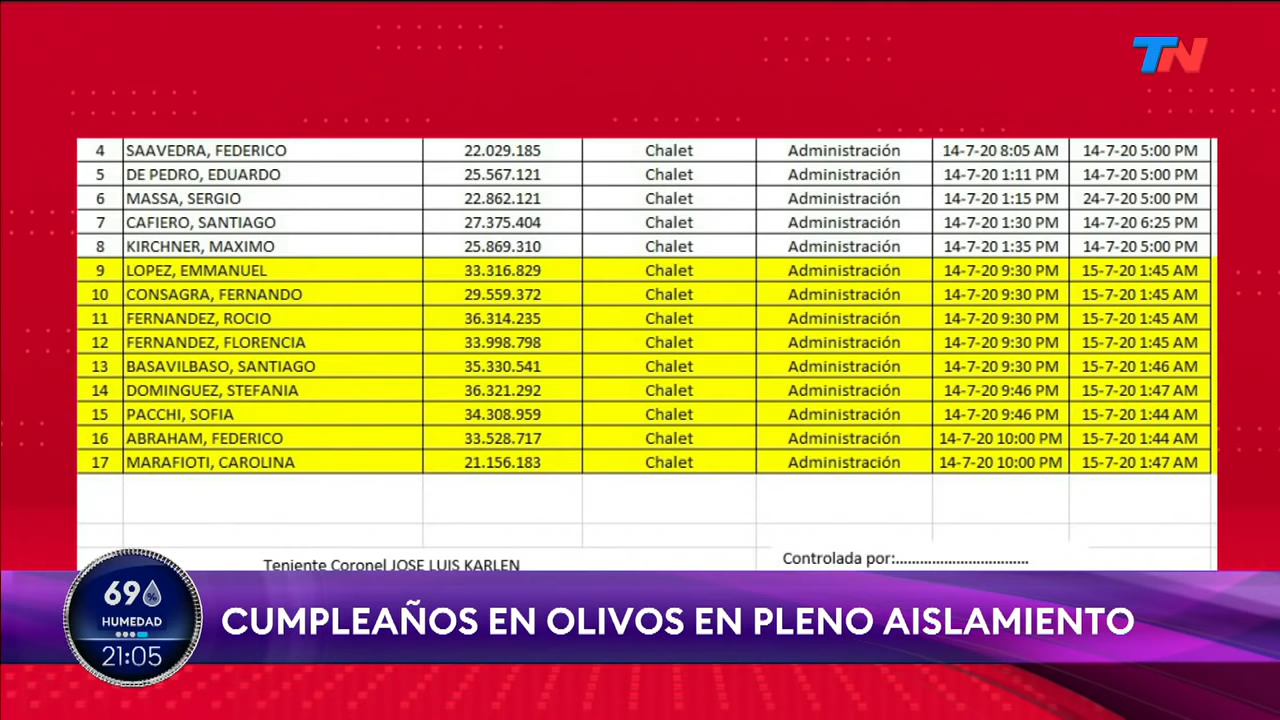 TN
4 SAAVEDRA, FEDERICO 22.029.185 Chalet Administración 14-7-20 8:05 AM 14-7-20 5:00 PM
5 DE PEDRO, EDUARDO 25.567.121 Chalet Administración 14-7-20 1:11 PM 14-7-20 5:00 PM
6 MASSA, SERGIO 22.862.121 Chalet Administración 14-7-20 1:15 PM 24-7-20 5:00 PM
7 CAFIERO, SANTIAGO 27.375.404 Chalet Administración 14-7-20 1:30 PM 14-7-20 6:25 PM
8 KIRCHNER, MAXIMO 25.869.310 Chalet Administración 14-7-20 1:35 PM 14-7-20 5:00 PM
9 LOPEZ, EMMANUEL 33.316.829 Chalet Administración 14-7-20 9:30 PM 15-7-20 1:45 AM
10 CONSAGRA, FERNANDO 29.559.372 Chalet Administración 14-7-20 9:30 PM 15-7-20 1:45 AM
11 FERNANDEZ, ROCIO 36.314.235 Chalet Administración 14-7-20 9:30 PM 15-7-20 1:45 AM
12 FERNANDEZ, FLORENCIA 33.998.798 Chalet Administración 14-7-20 9:30 PM 15-7-20 1:45 AM
13 BASAVILBASO, SANTIAGO 35.330.541 Chalet Administración 14-7-20 9:30 PM 15-7-20 1:46 AM
14 DOMINGUEZ, STEFANIA 36.321.292 Chalet Administración 14-7-20 9:46 PM 15-7-20 1:47 AM
15 PACCHI, SOFIA 34.308.959 Chalet Administración 14-7-20 9:46 PM 15-7-20 1:44 AM
16 ABRAHAM, FEDERICO 33.528.717 Chalet Administración 14-7-20 10:00 PM 15-7-20 1:44 AM
17 MARAFIOTI, CAROLINA 21.156.183 Chalet Administración 14-7-20 10:00 PM 15-7-20 1:47 AM
Teniente Coronel JOSE LUIS KARLEN
Controlada por:................................
69%
HUMEDAD
21:05
CUMPLEAÑOS EN OLIVOS EN PLENO AISLAMIENTO